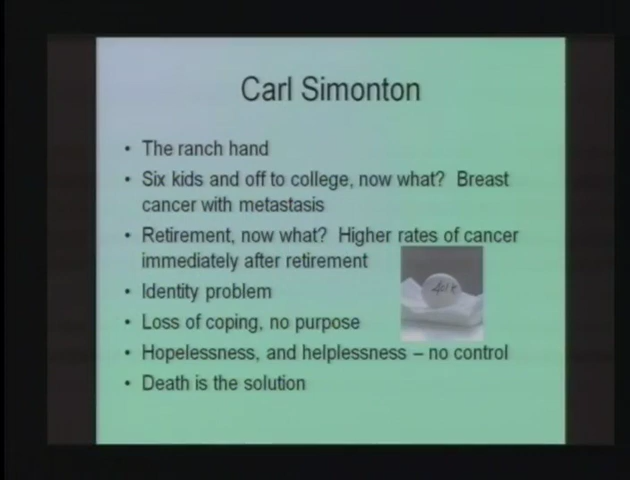 Carl Simonton
• The ranch hand
• Six kids and off to college, now what? Breast
cancer with metastasis
• Retirement, now what? Higher rates of cancer
immediately after retirement
• Identity problem
• Loss of coping, no purpose
• Hopelessness, and helplessness – no control
• Death is the solution